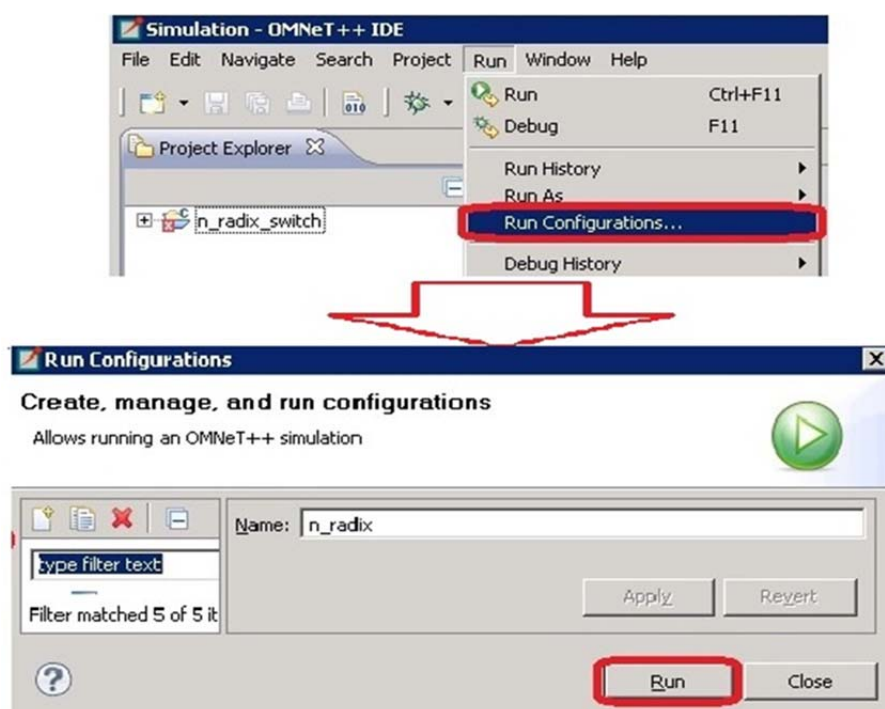 Simulation - OMNeT++ IDE
File Edit Navigate Search Project Run Window Help
Run Ctrl+F11
010
Debug F11
Project Explorer
Run History
Run As
n_radix_switch
Run Configurations...
Debug History
Run Configurations
Create, manage, and run configurations
Allows running an OMNeT++ simulation
Name: n_radix
type filter text
Apply Revert
Filter matched 5 of 5 it
Run Close